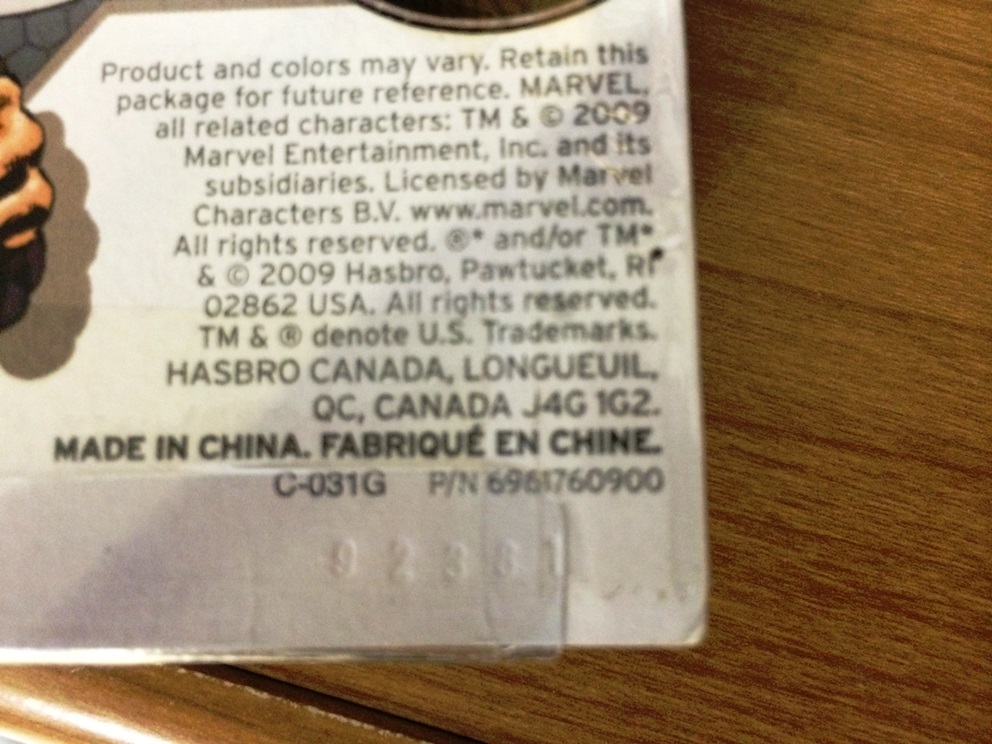 Product and colors may vary. Retain this
package for future reference. MARVEL,
all related characters: TM & © 2009
Marvel Entertainment, Inc. and its
subsidiaries. Licensed by Marvel
Characters B.V. www.marvel.com.
All rights reserved. ®* and/or TM*
& © 2009 Hasbro, Pawtucket, RI
02862 USA. All rights reserved.
TM & ® denote U.S. Trademarks.
HASBRO CANADA, LONGUEUIL,
QC, CANADA J4G 1G2.
MADE IN CHINA. FABRIQUÉ EN CHINE.
C-031G P/N 6961760900
92331